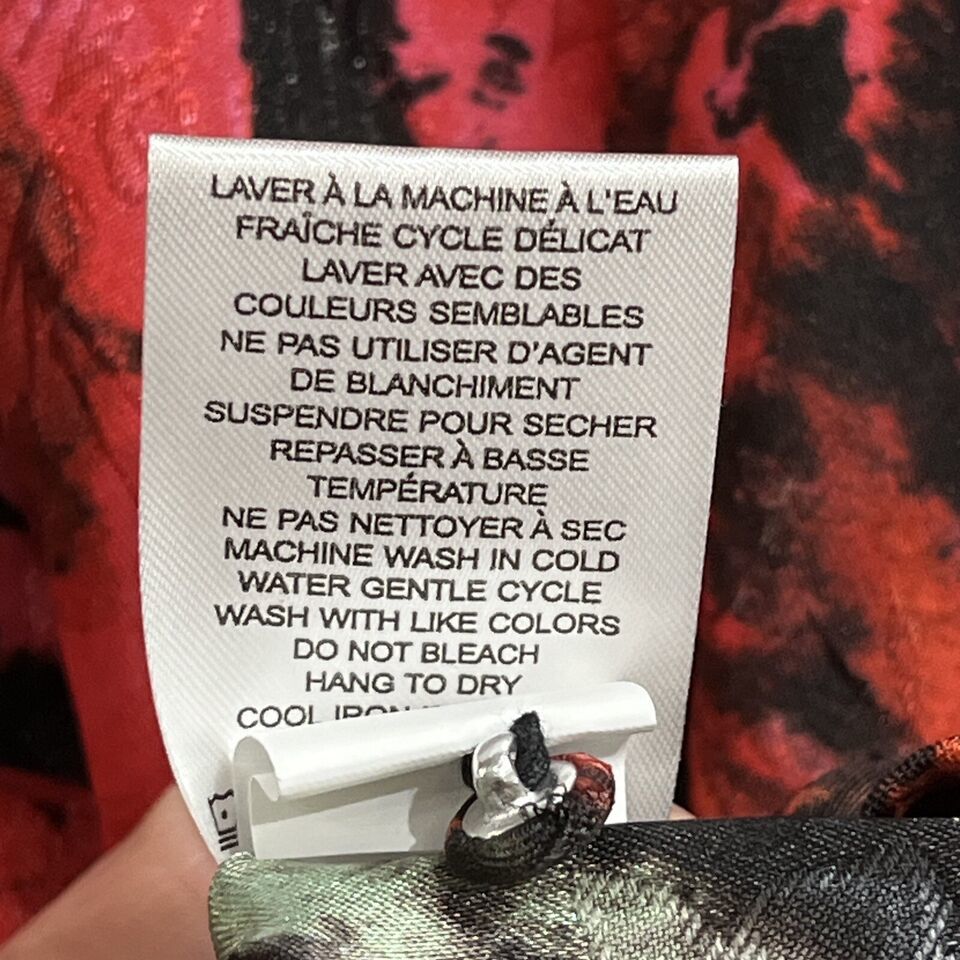 LAVER À LA MACHINE À L'EAU
FRAÎCHE CYCLE DÉLICAT
LAVER AVEC DES
COULEURS SEMBLABLES
NE PAS UTILISER D'AGENT
DE BLANCHIMENT
SUSPENDRE POUR SECHER
REPASSER À BASSE
TEMPÉRATURE
NE PAS NETTOYER À SEC
MACHINE WASH IN COLD
WATER GENTLE CYCLE
WASH WITH LIKE COLORS
DO NOT BLEACH
HANG TO DRY
COOL IRON